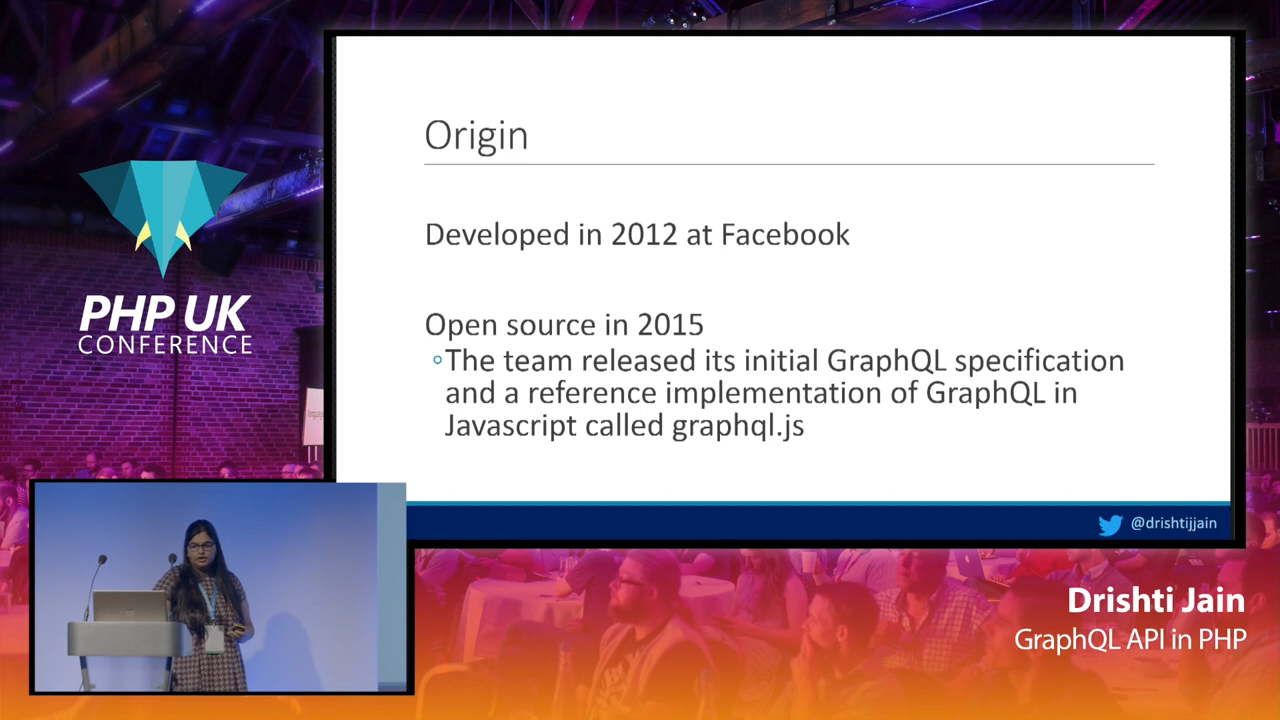 Origin
Developed in 2012 at Facebook
Open source in 2015
The team released its initial GraphQL specification
and a reference implementation of GraphQL in
Javascript called graphql.js
@drishtijjain
PHP UK
CONFERENCE
Drishti Jain
GraphQL API in PHP